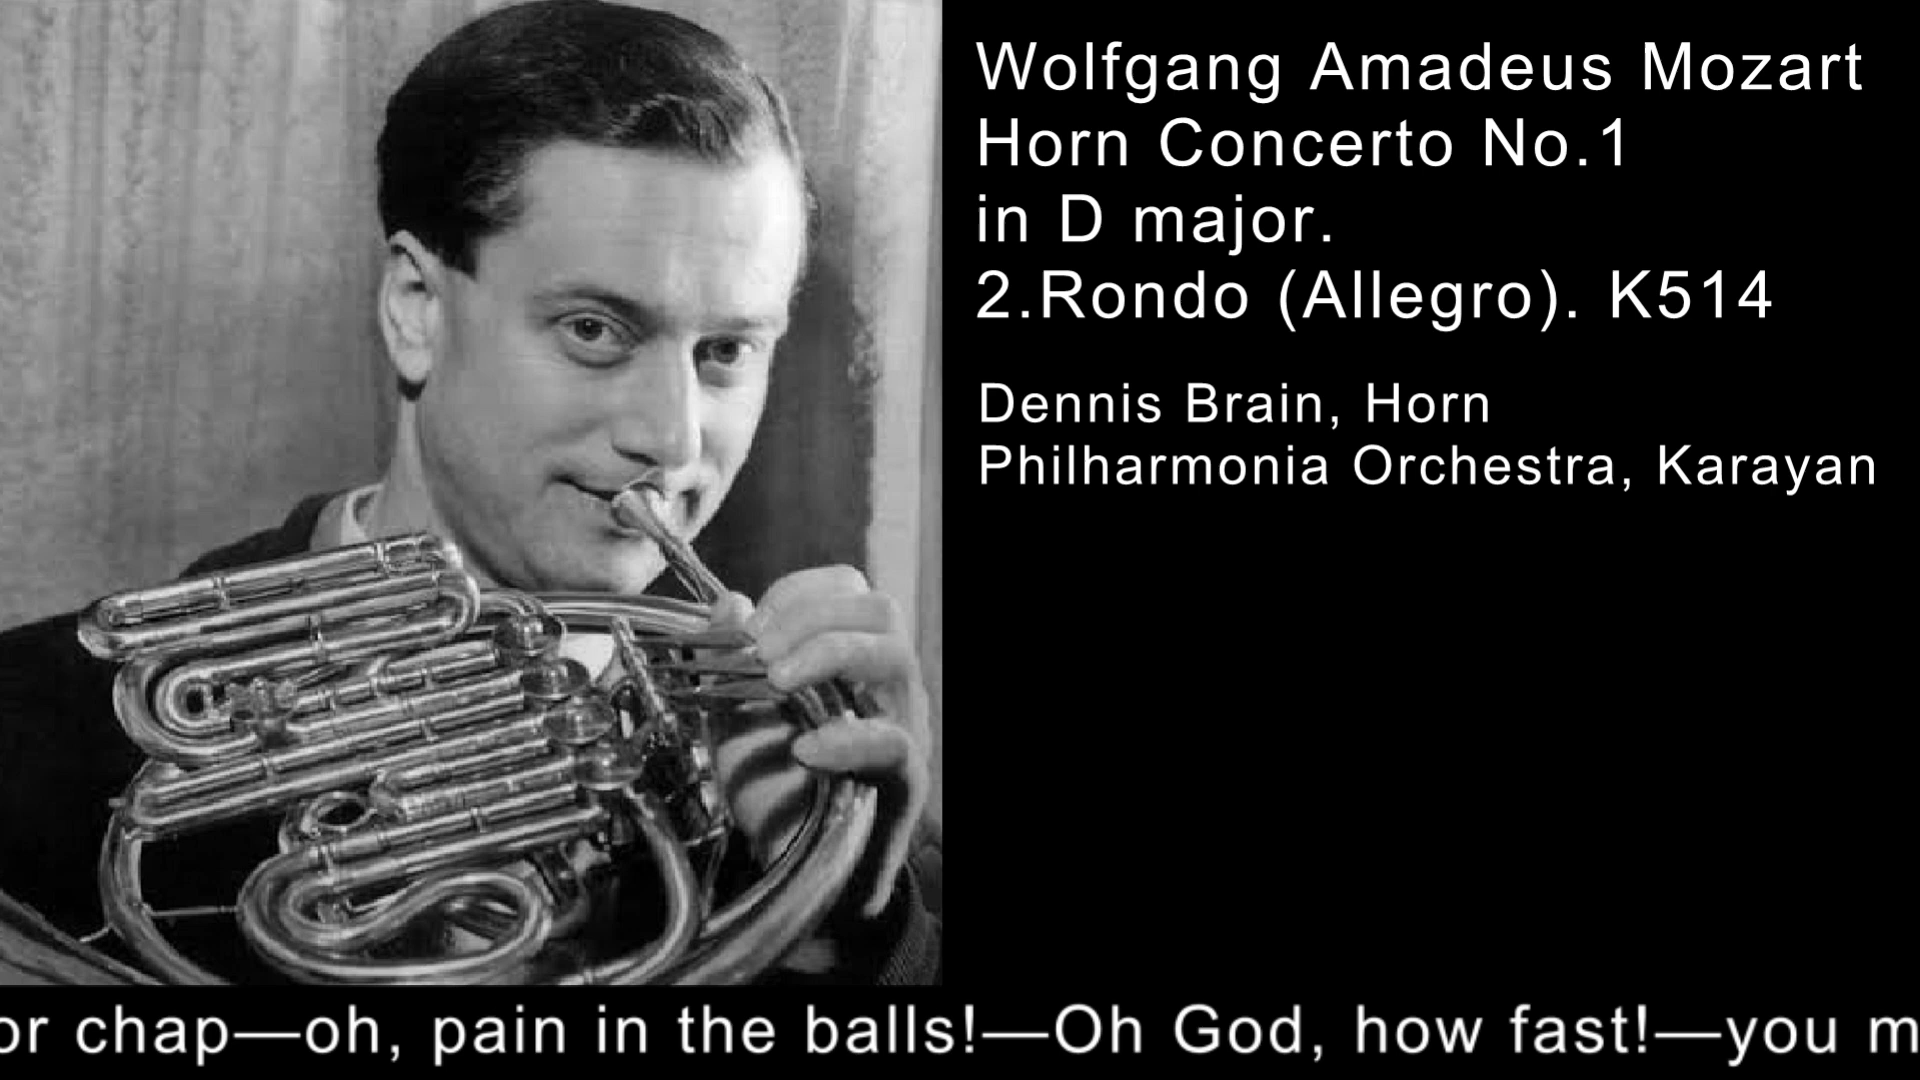 Wolfgang Amadeus Mozart
Horn Concerto No.1
in D major.
2.Rondo (Allegro). K514
Dennis Brain, Horn
Philharmonia Orchestra, Karayan
or chap—oh, pain in the balls!—Oh God, how fast!—you m